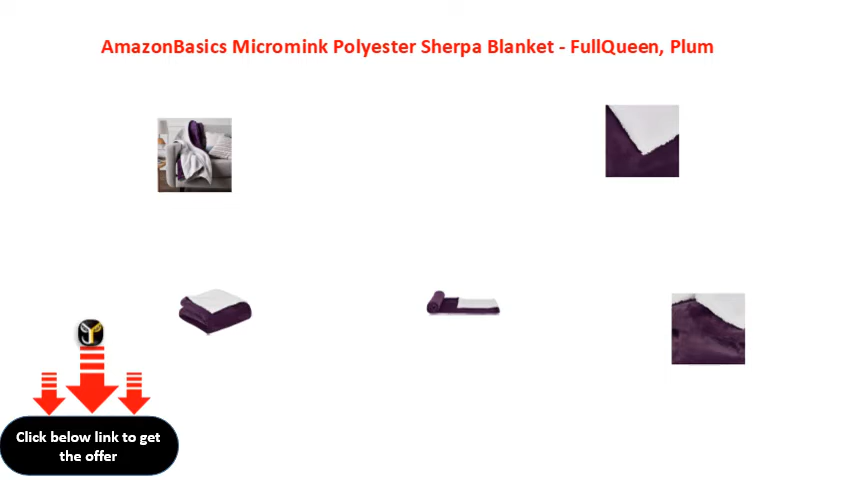 AmazonBasics Micromink Polyester Sherpa Blanket - FullQueen, Plum
Click below link to get
the offer